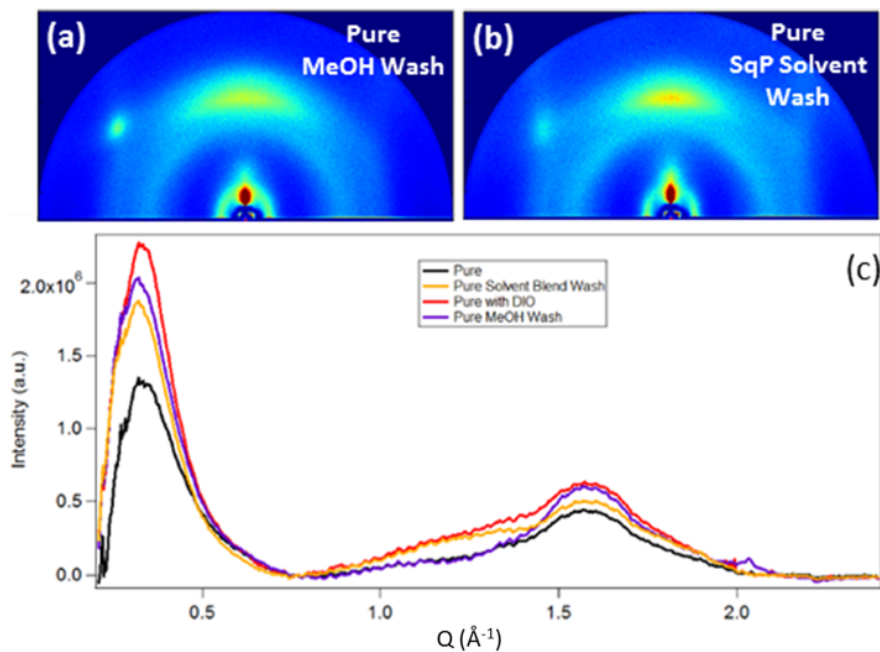 (a)
Pure
MeOH Wash
(b)
Pure
SqP Solvent
Wash
(c)
Pure
Pure Solvent Blend Wash
Pure with DIO
Pure MeOH Wash
Intensity (a.u.)
2.0x10⁶
1.5
1.0
0.5
0.0
0.5
1.0
1.5
2.0
Q (Å⁻¹)